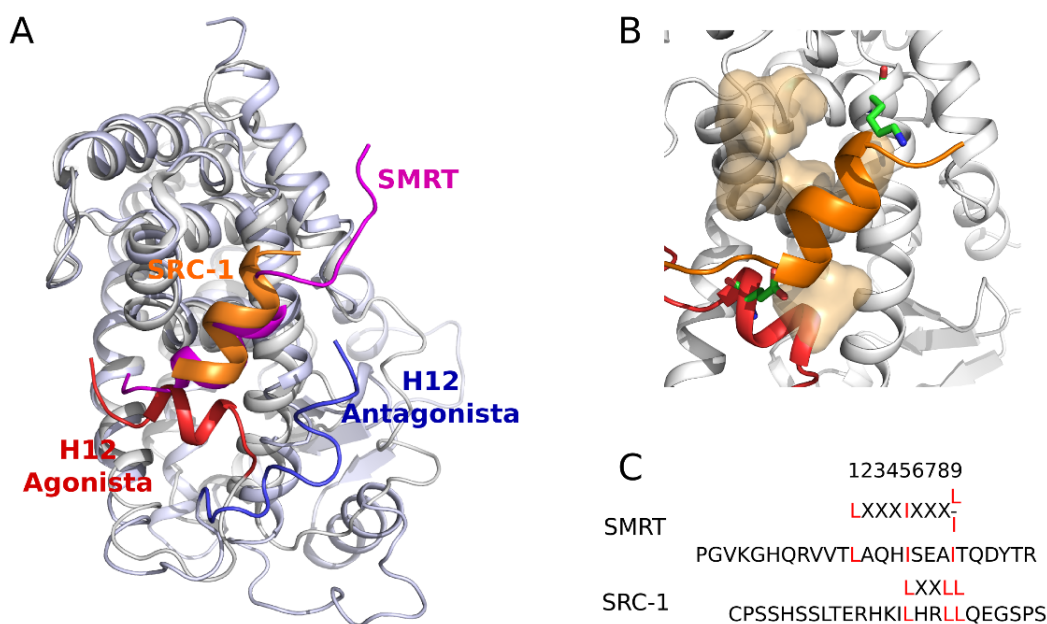 A
SMRT
SRC-1
H12
Antagonista
H12
Agonista
B
C
123456789
L
LXXXIXXX-
I
SMRT
PGVKGHQRVVTLAQHISEAITQDYTR
LXXLL
SRC-1
CPSSHSSLTERHKILHRLLQEGSPS